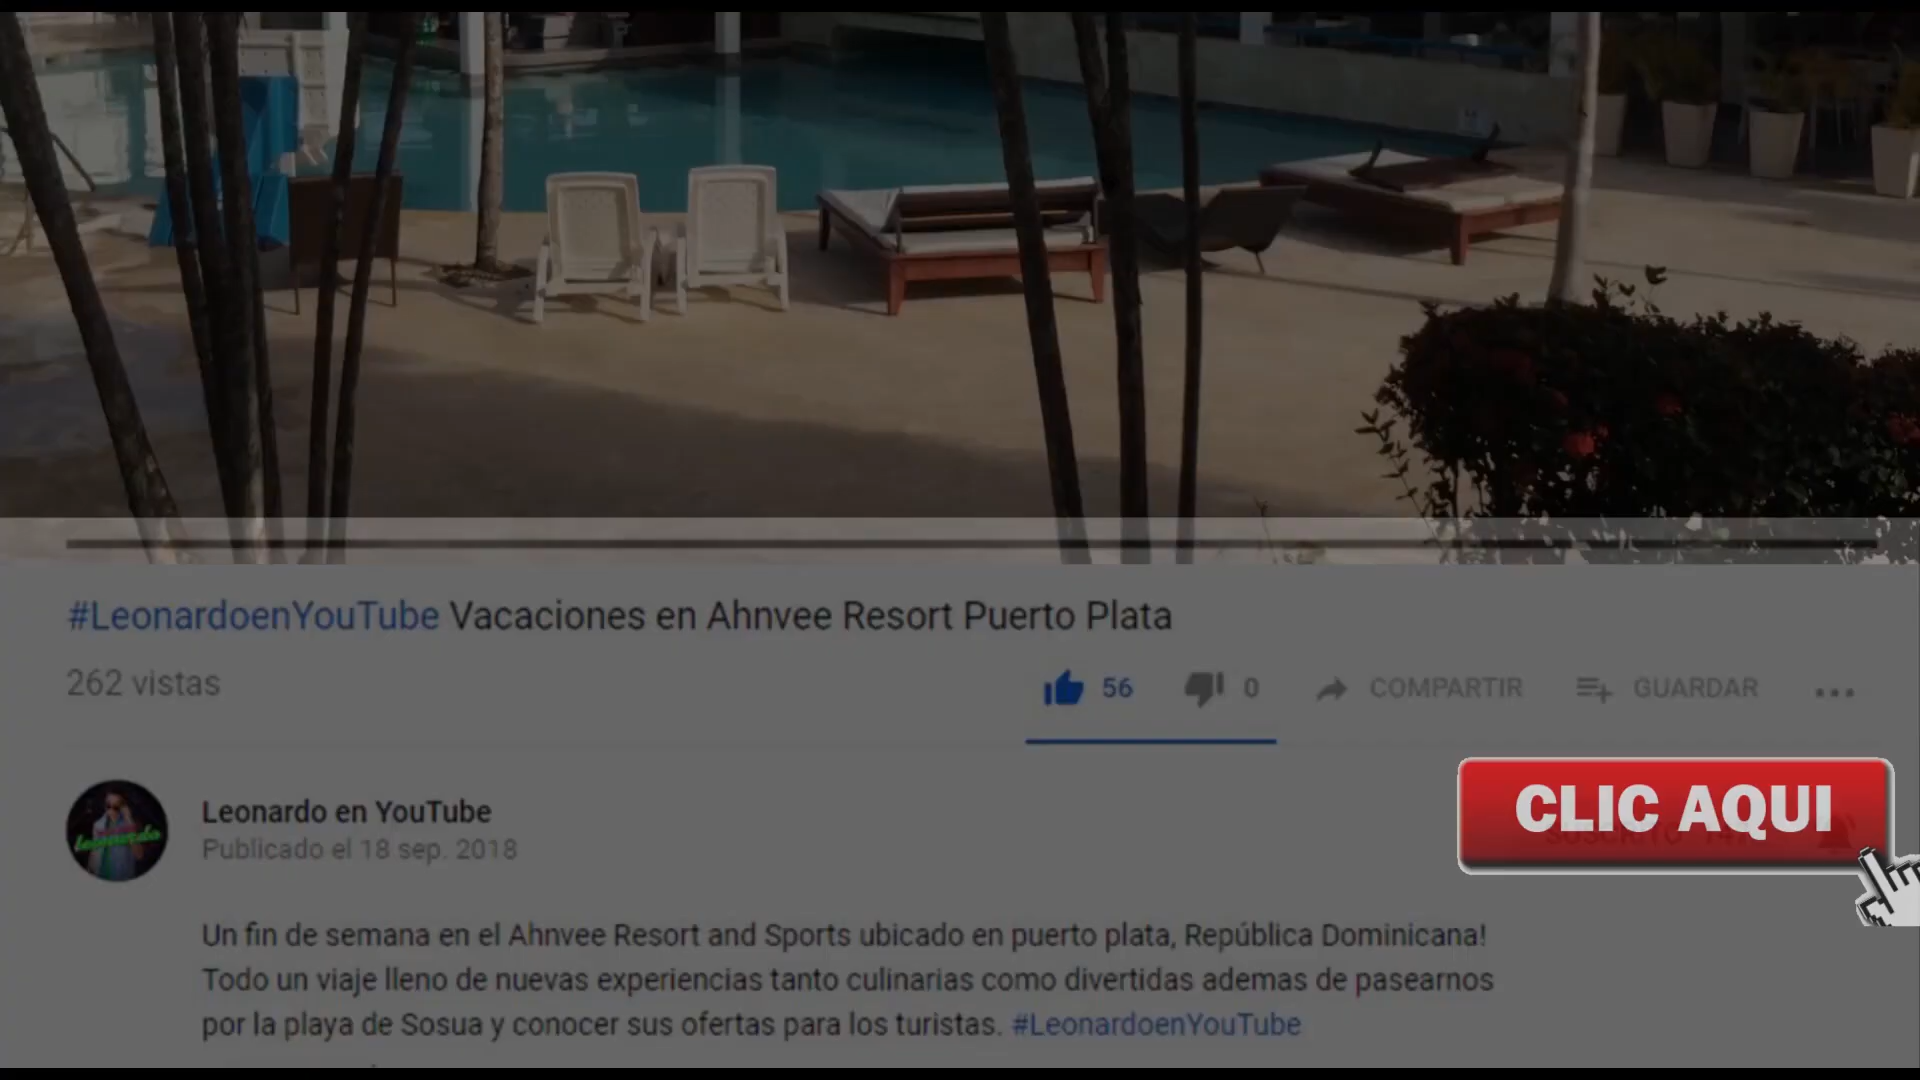 #LeonardoenYouTube Vacaciones en Ahnvee Resort Puerto Plata
262 vistas
56
0
COMPARTIR
GUARDAR
Leonardo en YouTube
Publicado el 18 sep. 2018
CLIC AQUI
Un fin de semana en el Ahnvee Resort and Sports ubicado en puerto plata, República Dominicana!
Todo un viaje lleno de nuevas experiencias tanto culinarias como divertidas ademas de pasearnos
por la playa de Sosua y conocer sus ofertas para los turistas. #LeonardoenYouTube